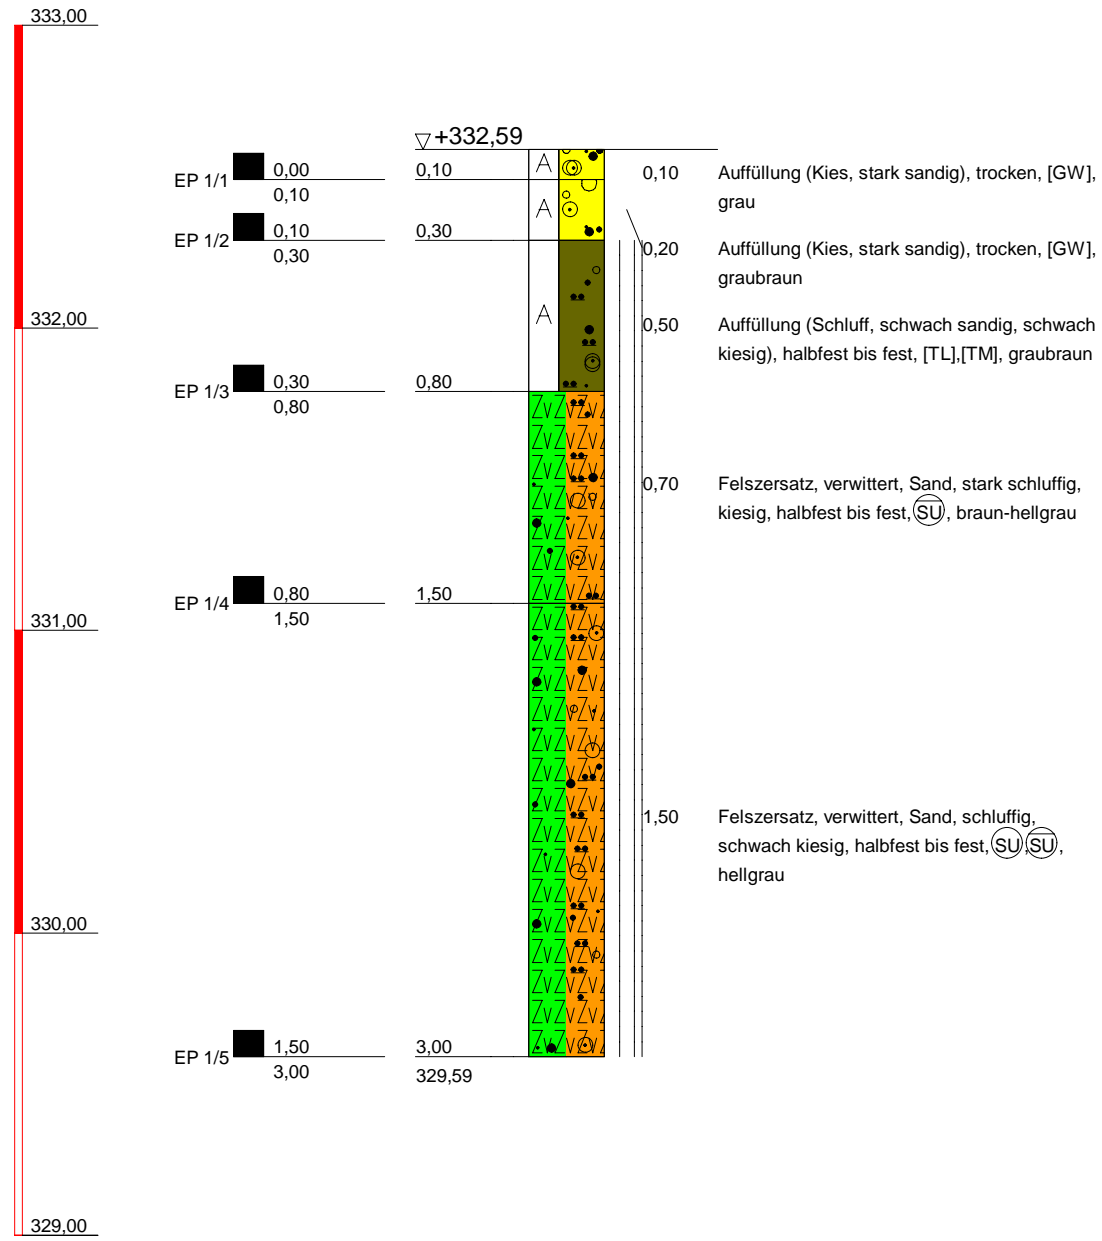 333,00
+332,59
EP 1/1
0,00
0,10
0,10
0,10
Auffüllung (Kies, stark sandig), trocken, [GW],
grau
A
EP 1/2
0,10
0,30
0,30
0,20
Auffüllung (Kies, stark sandig), trocken, [GW],
graubraun
A
332,00
0,50
Auffüllung (Schluff, schwach sandig, schwach
kiesig), halbfest bis fest, [TL],[TM], graubraun
A
EP 1/3
0,30
0,80
0,80
0,70
Felszersatz, verwittert, Sand, stark schluffig,
kiesig, halbfest bis fest, S̅U̅, braun-hellgrau
EP 1/4
0,80
1,50
1,50
331,00
1,50
Felszersatz, verwittert, Sand, schluffig,
schwach kiesig, halbfest bis fest, SU, S̅U̅,
hellgrau
330,00
EP 1/5
1,50
3,00
3,00
329,59
329,00